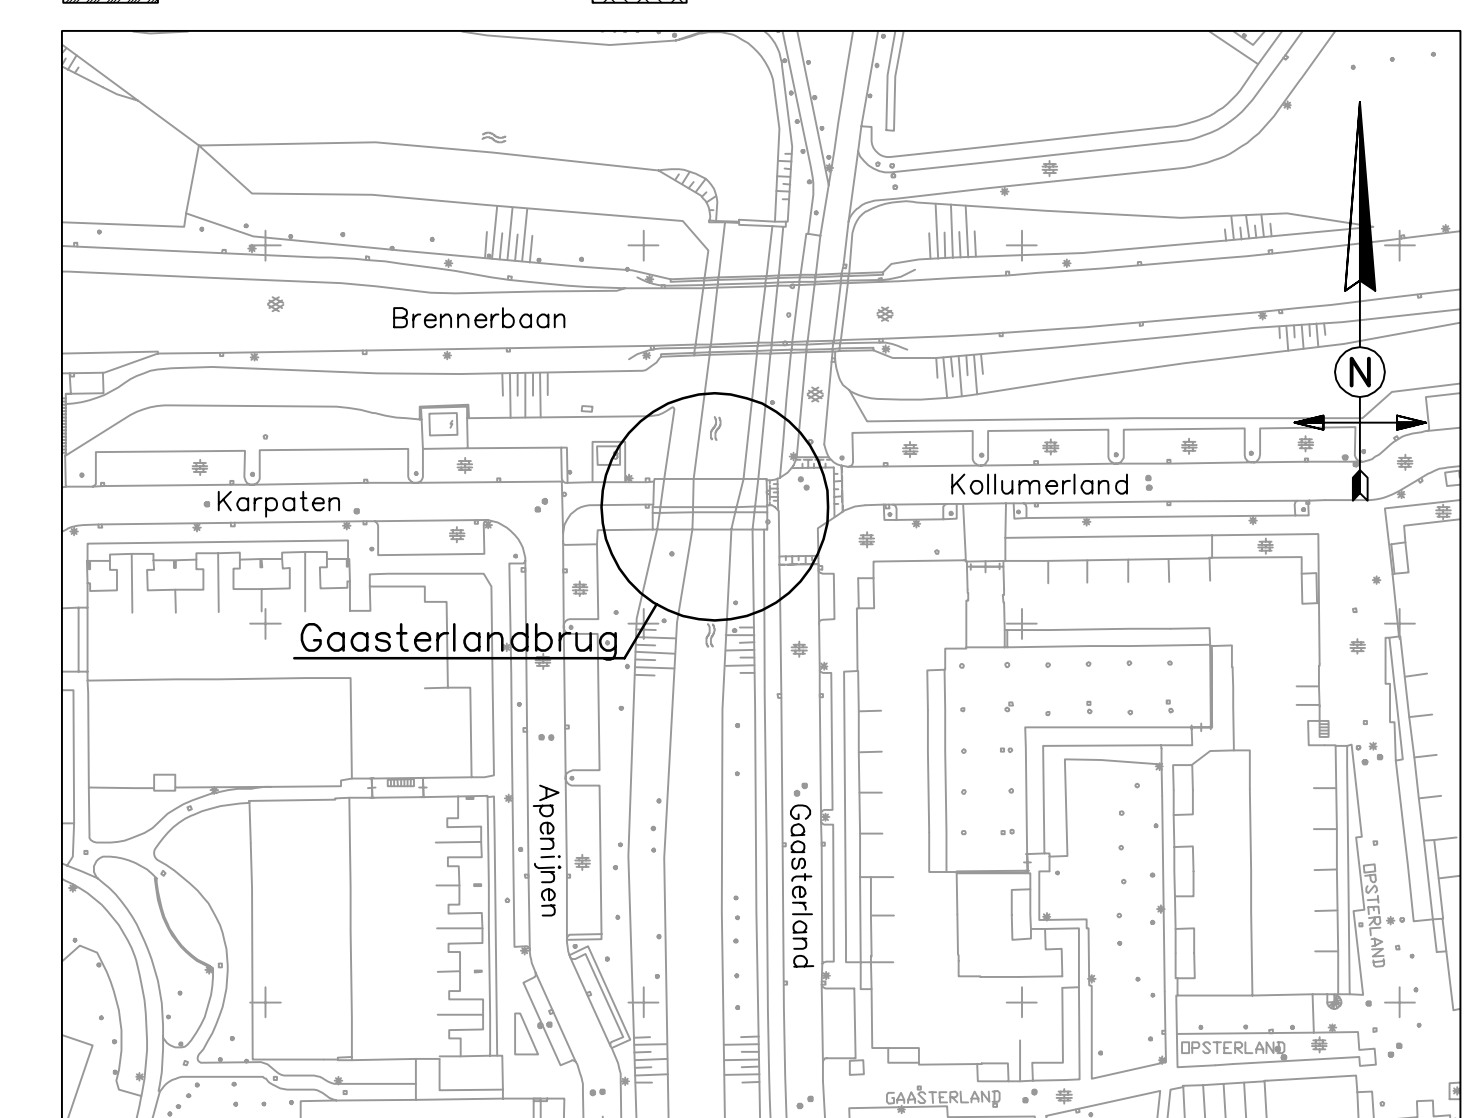 Brennerbaan
N
Karpaten
Kollumerland
Gaasterlandbrug
Apenijnen
Gaasterland
OPSTERLAND
OPSTERLAND
GAASTERLAND